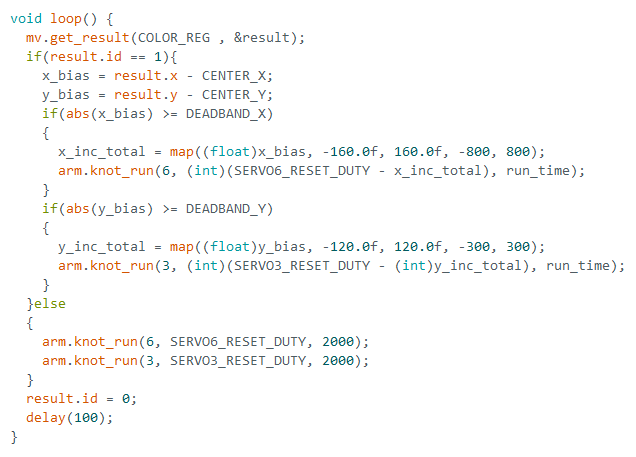 void loop() {
  mv.get_result(COLOR_REG , &result);
  if(result.id == 1){
    x_bias = result.x - CENTER_X;
    y_bias = result.y - CENTER_Y;
    if(abs(x_bias) >= DEADBAND_X)
    {
      x_inc_total = map((float)x_bias, -160.0f, 160.0f, -800, 800);
      arm.knot_run(6, (int)(SERVO6_RESET_DUTY - x_inc_total), run_time);
    }
    if(abs(y_bias) >= DEADBAND_Y)
    {
      y_inc_total = map((float)y_bias, -120.0f, 120.0f, -300, 300);
      arm.knot_run(3, (int)(SERVO3_RESET_DUTY - (int)y_inc_total), run_time);
    }
  }else
  {
    arm.knot_run(6, SERVO6_RESET_DUTY, 2000);
    arm.knot_run(3, SERVO3_RESET_DUTY, 2000);
  }
  result.id = 0;
  delay(100);
}